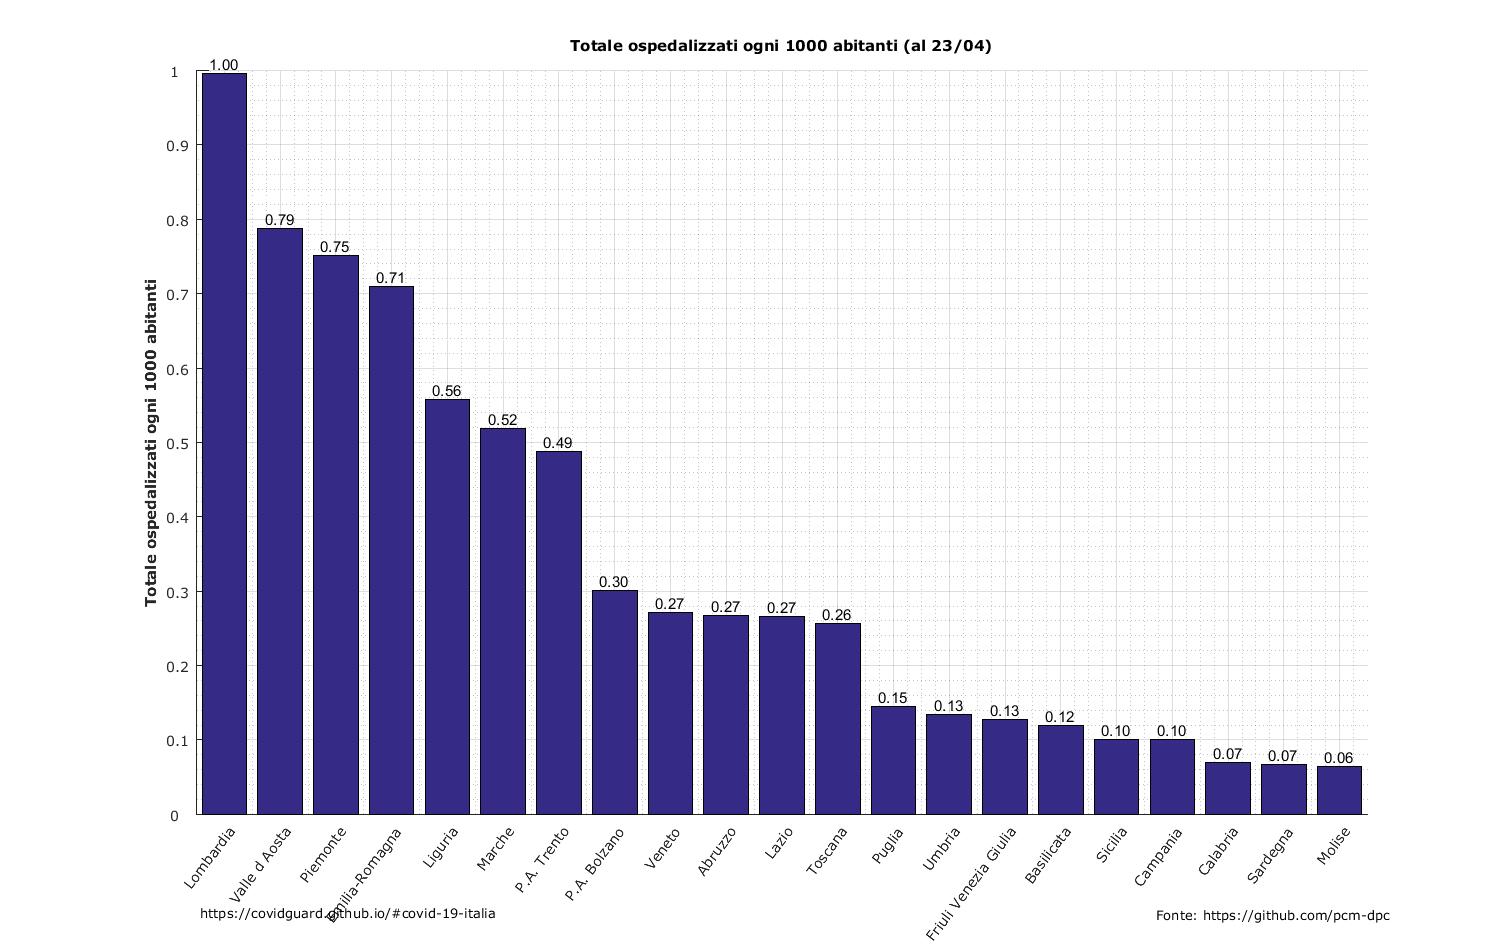 Totale ospedalizzati ogni 1000 abitanti (al 23/04)
Totale ospedalizzati ogni 1000 abitanti
1
0.9
0.8
0.7
0.6
0.5
0.4
0.3
0.2
0.1
0
1.00
0.79
0.75
0.71
0.56
0.52
0.49
0.30
0.27
0.27
0.27
0.26
0.15
0.13
0.13
0.12
0.10
0.10
0.07
0.07
0.06
Lombardia
Valle d Aosta
Piemonte
Emilia-Romagna
Liguria
Marche
P.A. Trento
P.A. Bolzano
Veneto
Abruzzo
Lazio
Toscana
Puglia
Umbria
Friuli Venezia Giulia
Basilicata
Sicilia
Campania
Calabria
Sardegna
Molise
https://covidguard.github.io/#covid-19-italia
Fonte: https://github.com/pcm-dpc